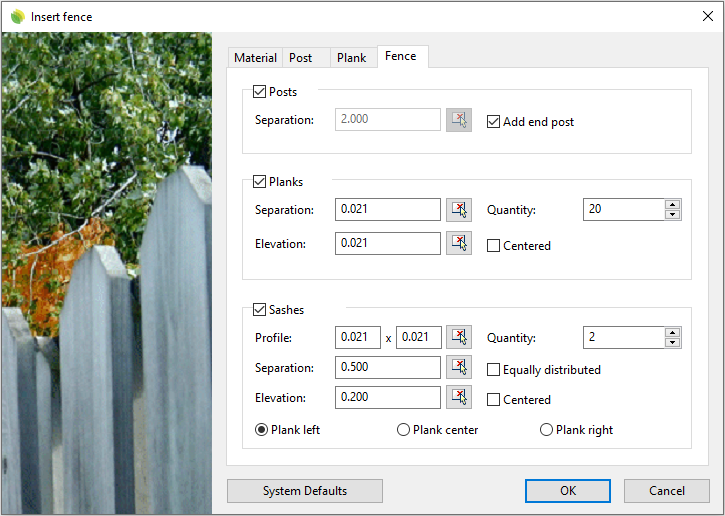 Insert fence
Material Post Plank Fence
Posts
Separation: 2.000 Add end post
Planks
Separation: 0.021 Quantity: 20
Elevation: 0.021 Centered
Sashes
Profile: 0.021 x 0.021 Quantity: 2
Separation: 0.500 Equally distributed
Elevation: 0.200 Centered
Plank left Plank center Plank right
System Defaults OK Cancel